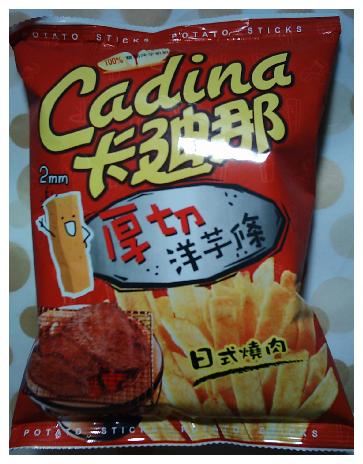 POTATO STICKS POTATO STICKS
100%
Cadina
卡迪那
2mm
厚切
洋芋條
日式燒肉
POTATO STICKS POTATO STICKS